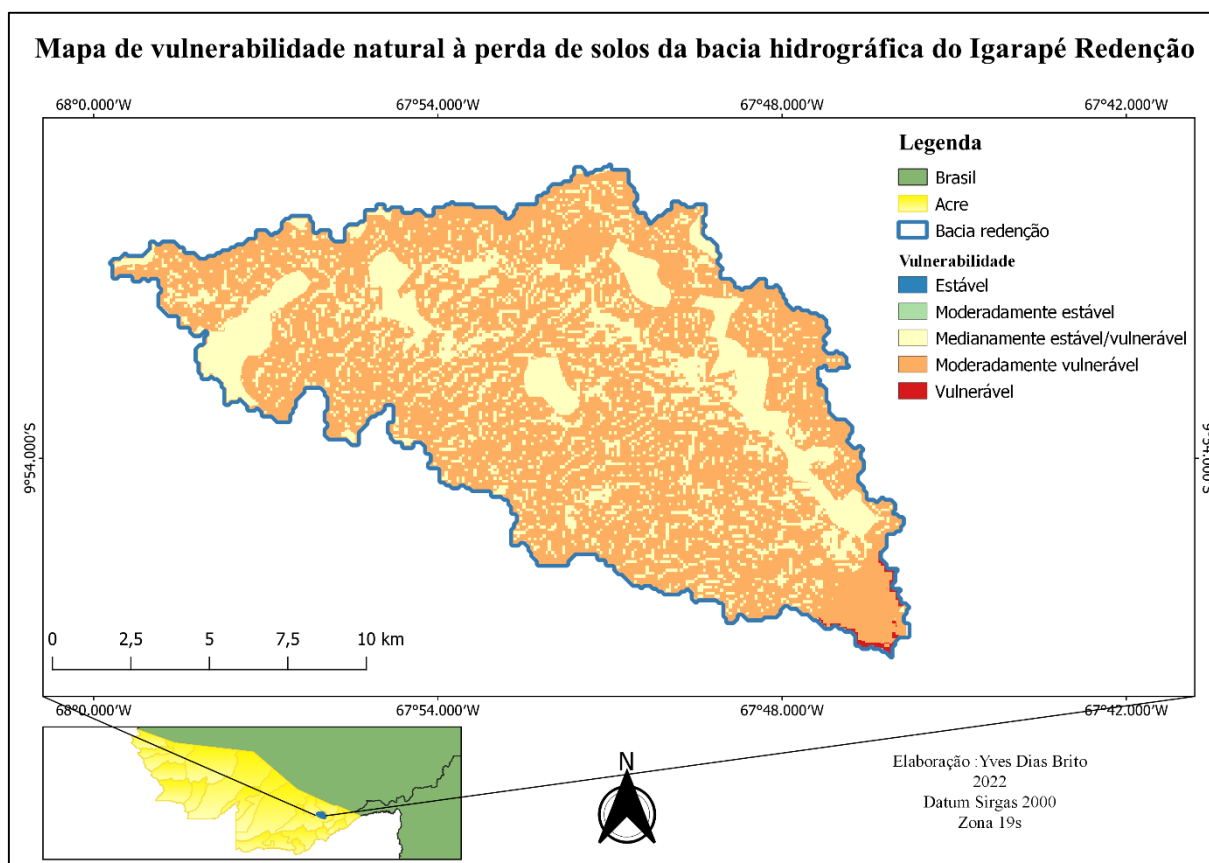 Mapa de vulnerabilidade natural à perda de solos da bacia hidrográfica do Igarapé Redenção
68°0.000'W 67°54.000'W 67°48.000'W 67°42.000'W
Legenda
Brasil
Acre
Bacia redenção
Vulnerabilidade
Estável
Moderadamente estável
Medianamente estável/vulnerável
Moderadamente vulnerável
Vulnerável
9°54.000'S
9°54.000'S
0 2,5 5 7,5 10 km
68°0.000'W 67°54.000'W 67°48.000'W 67°42.000'W
N
Elaboração :Yves Dias Brito
2022
Datum Sirgas 2000
Zona 19s